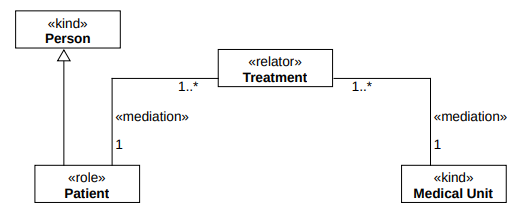 «kind»
Person
«relator»
Treatment
1..*
1..*
«mediation»
«mediation»
1
1
«role»
Patient
«kind»
Medical Unit